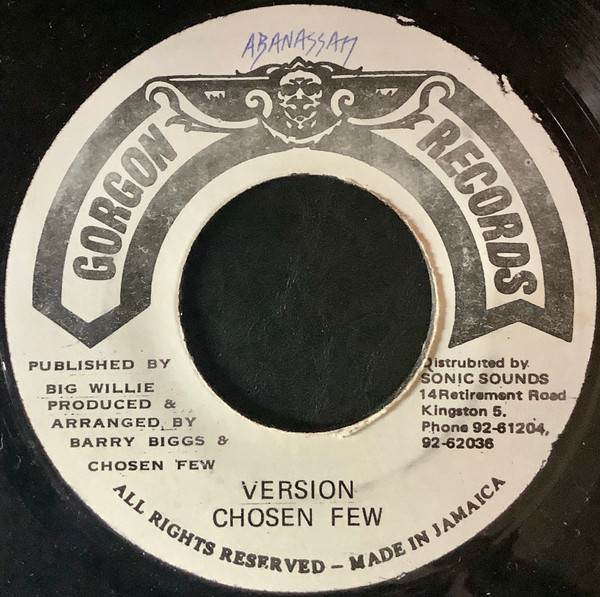 ABANASSAH
GORGON RECORDS
PUBLISHED BY
BIG WILLIE
PRODUCED &
ARRANGED BY
BARRY BIGGS &
CHOSEN FEW
Distrubited by
SONIC SOUNDS
14Retirement Road
Kingston 5.
Phone 92-61204,
92-62036
VERSION
CHOSEN FEW
ALL RIGHTS RESERVED – MADE IN JAMAICA